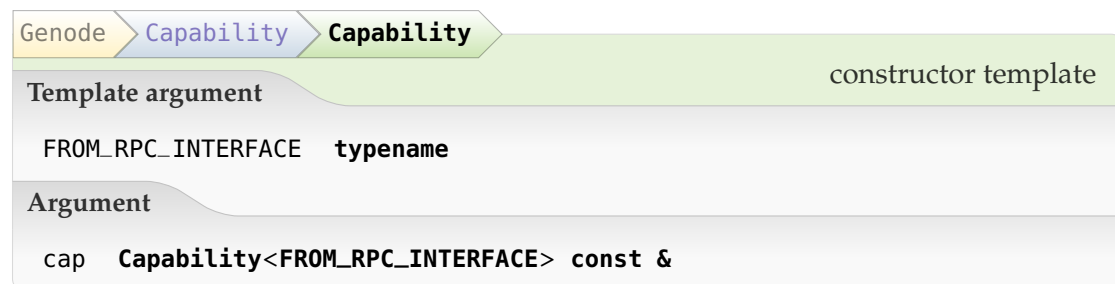 Genode Capability Capability
constructor template
Template argument
FROM_RPC_INTERFACE typename
Argument
cap Capability<FROM_RPC_INTERFACE> const &